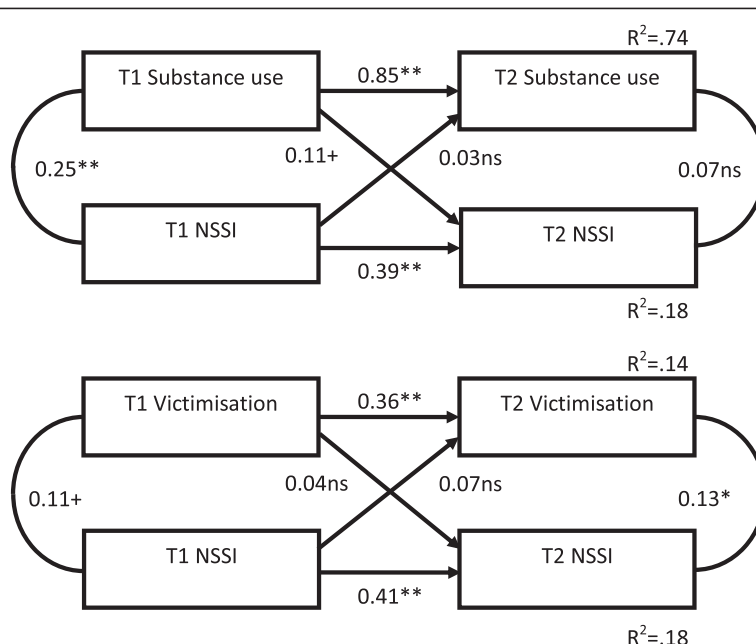 R²=.74
T1 Substance use
0.85**
T2 Substance use
0.25**
0.11+
0.03ns
0.07ns
T1 NSSI
T2 NSSI
0.39**
R²=.18
R²=.14
T1 Victimisation
0.36**
T2 Victimisation
0.11+
0.04ns
0.07ns
0.13*
T1 NSSI
T2 NSSI
0.41**
R²=.18